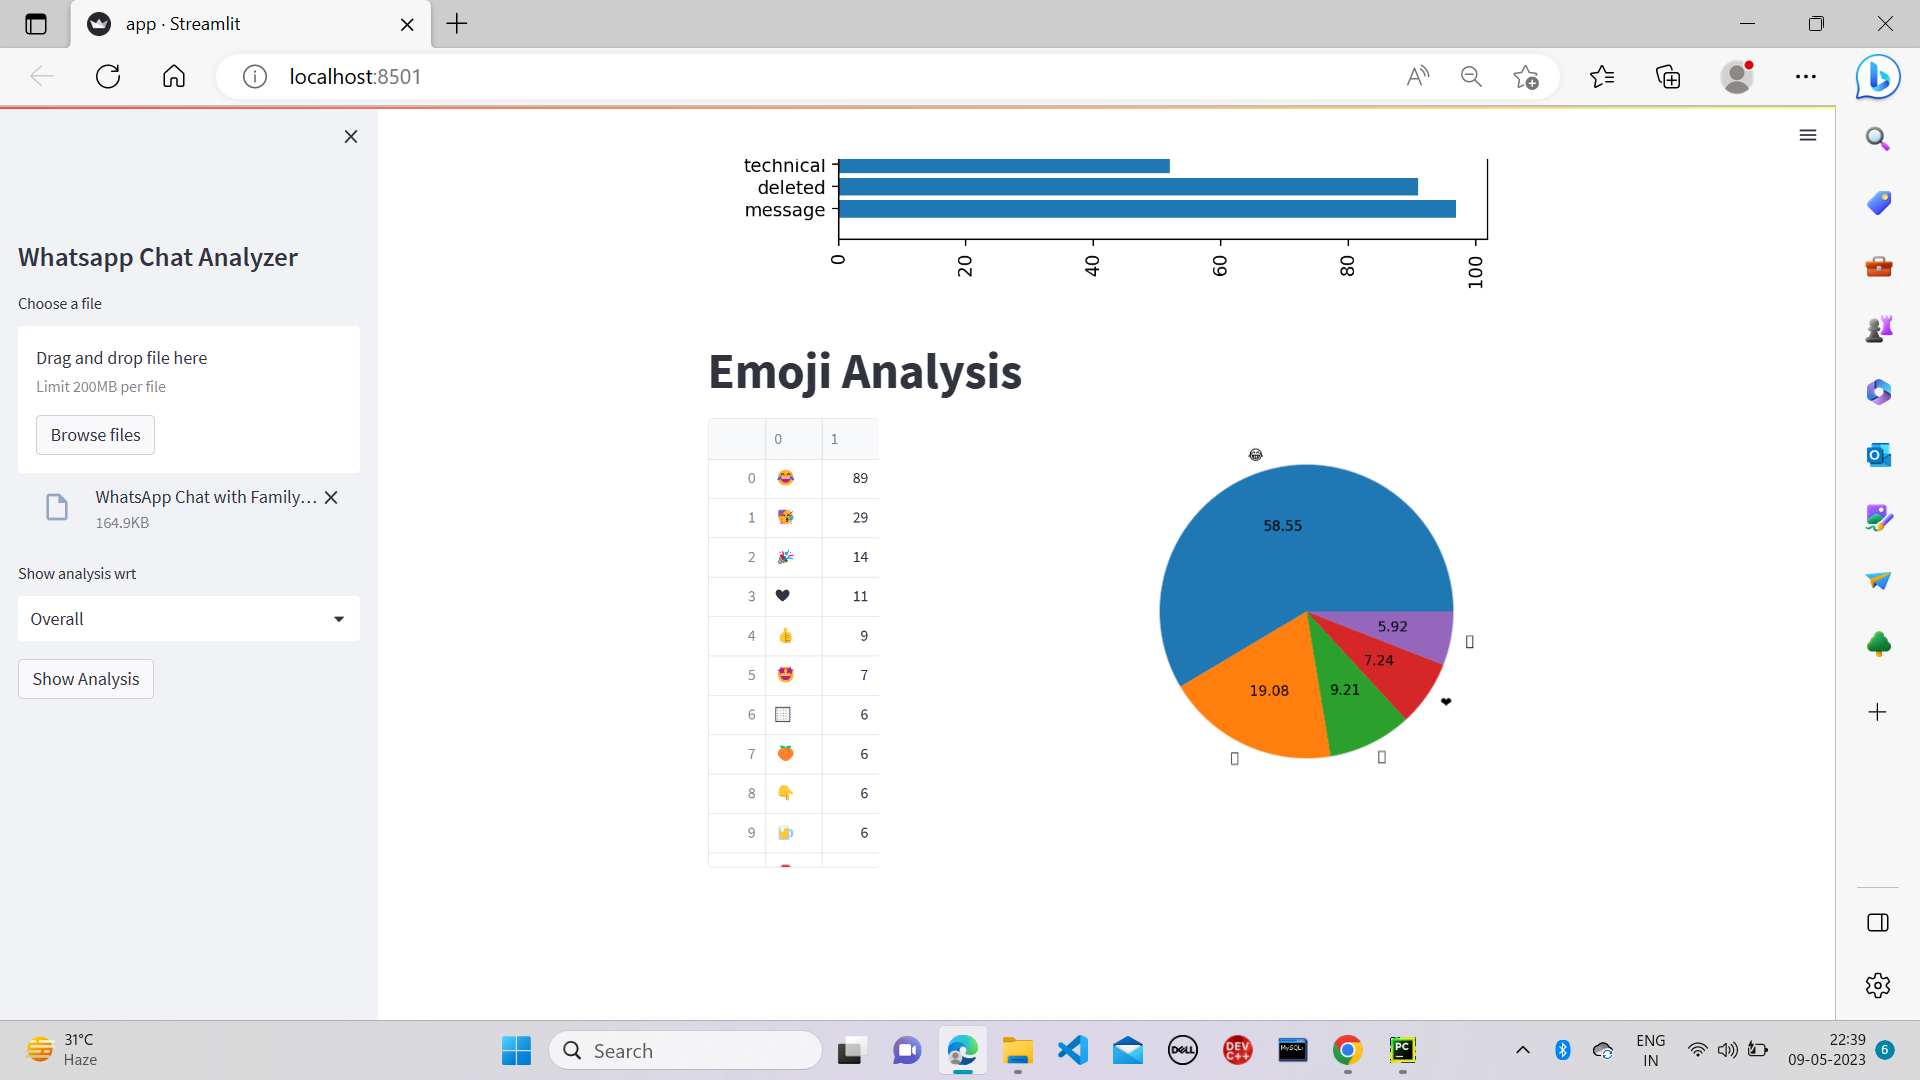 app · Streamlit
localhost:8501
Whatsapp Chat Analyzer
Choose a file
Drag and drop file here
Limit 200MB per file
Browse files
WhatsApp Chat with Family...
164.9KB
Show analysis wrt
Overall
Show Analysis
technical
deleted
message
0 20 40 60 80 100
Emoji Analysis
0 1
0 😂 89
1 🥳 29
2 🎉 14
3 ❤ 11
4 👍 9
5 🤩 7
6 6
7 🍑 6
8 👇 6
9 🍻 6
😂
58.55
5.92
7.24
19.08
9.21
❤
31°C
Haze
Search
DELL
DEV
C++
MySQL
PC
ENG
IN
22:39
09-05-2023
6